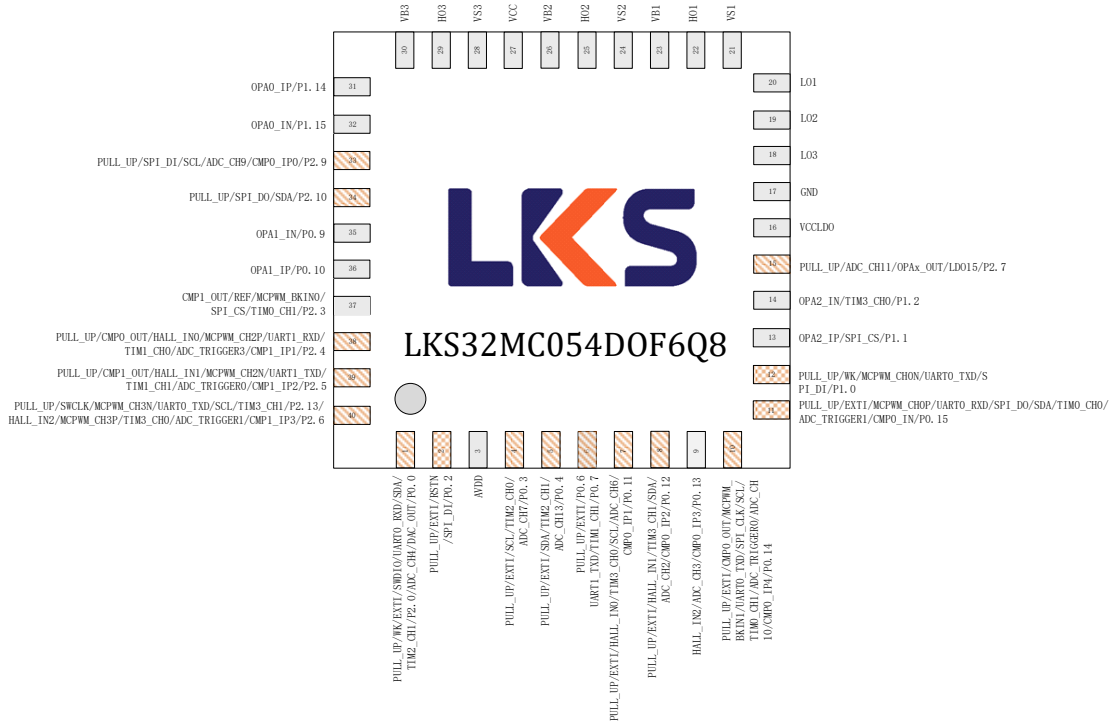 VB3
HO3
VS3
VCC
VB2
HO2
VS2
VB1
HO1
VS1
30
29
28
27
26
25
24
23
22
21
OPA0_IP/P1.14
31
OPA0_IN/P1.15
32
PULL_UP/SPI_DI/SCL/ADC_CH9/CMP0_IP0/P2.9
33
PULL_UP/SPI_DO/SDA/P2.10
34
OPA1_IN/P0.9
35
OPA1_IP/P0.10
36
CMP1_OUT/REF/MCPWM_BKIN0/
SPI_CS/TIM0_CH1/P2.3
37
PULL_UP/CMP0_OUT/HALL_IN0/MCPWM_CH2P/UART1_RXD/
TIM1_CH0/ADC_TRIGGER3/CMP1_IP1/P2.4
38
PULL_UP/CMP1_OUT/HALL_IN1/MCPWM_CH2N/UART1_TXD/
TIM1_CH1/ADC_TRIGGER0/CMP1_IP2/P2.5
39
PULL_UP/SWCLK/MCPWM_CH3N/UART0_TXD/SCL/TIM3_CH1/P2.13/
HALL_IN2/MCPWM_CH3P/TIM3_CH0/ADC_TRIGGER1/CMP1_IP3/P2.6
40
LKS
LKS32MC054DOF6Q8
20
LO1
19
LO2
18
LO3
17
GND
16
VCCLDO
15
PULL_UP/ADC_CH11/OPAx_OUT/LDO15/P2.7
14
OPA2_IN/TIM3_CH0/P1.2
13
OPA2_IP/SPI_CS/P1.1
12
PULL_UP/WK/MCPWM_CH0N/UART0_TXD/S
PI_DI/P1.0
11
PULL_UP/EXTI/MCPWM_CH0P/UART0_RXD/SPI_DO/SDA/TIM0_CH0/
ADC_TRIGGER1/CMP0_IN/P0.15
1
2
3
4
5
6
7
8
9
10
PULL_UP/WK/EXTI/SWDIO/UART0_RXD/SDA/
TIM2_CH1/P2.0/ADC_CH4/DAC_OUT/P0.0
PULL_UP/EXTI/RSTN
/SPI_DI/P0.2
AVDD
PULL_UP/EXTI/SCL/TIM2_CH0/
ADC_CH7/P0.3
PULL_UP/EXTI/SDA/TIM2_CH1/
ADC_CH13/P0.4
PULL_UP/EXTI/P0.6
UART1_TXD/TIM1_CH1/P0.7
PULL_UP/EXTI/HALL_IN0/TIM3_CH0/SCL/ADC_CH6/
CMP0_IP1/P0.11
PULL_UP/EXTI/HALL_IN1/TIM3_CH1/SDA/
ADC_CH2/CMP0_IP2/P0.12
HALL_IN2/ADC_CH3/CMP0_IP3/P0.13
PULL_UP/EXTI/CMP0_OUT/MCPWM_
BKIN1/UART0_TXD/SPI_CLK/SCL/
TIM0_CH1/ADC_TRIGGER0/ADC_CH
10/CMP0_IP4/P0.14